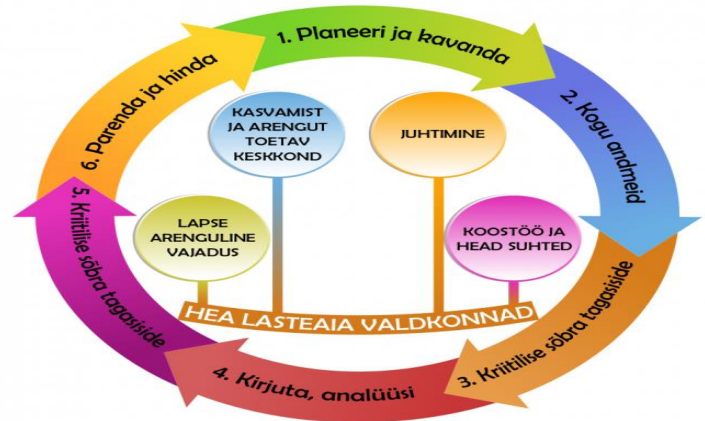 1. Planeeri ja kavanda
2. Kogu andmeid
3. Kriitilise sõbra tagasiside
4. Kirjuta, analüüsi
5. Kriitilise sõbra tagasiside
6. Parenda ja hinda
KASVAMIST
JA ARENGUT
TOETAV
KESKKOND
JUHTIMINE
LAPSE
ARENGULINE
VAJADUS
KOOSTÖÖ JA
HEAD SUHTED
HEA LASTEAIA VALDKONNAD